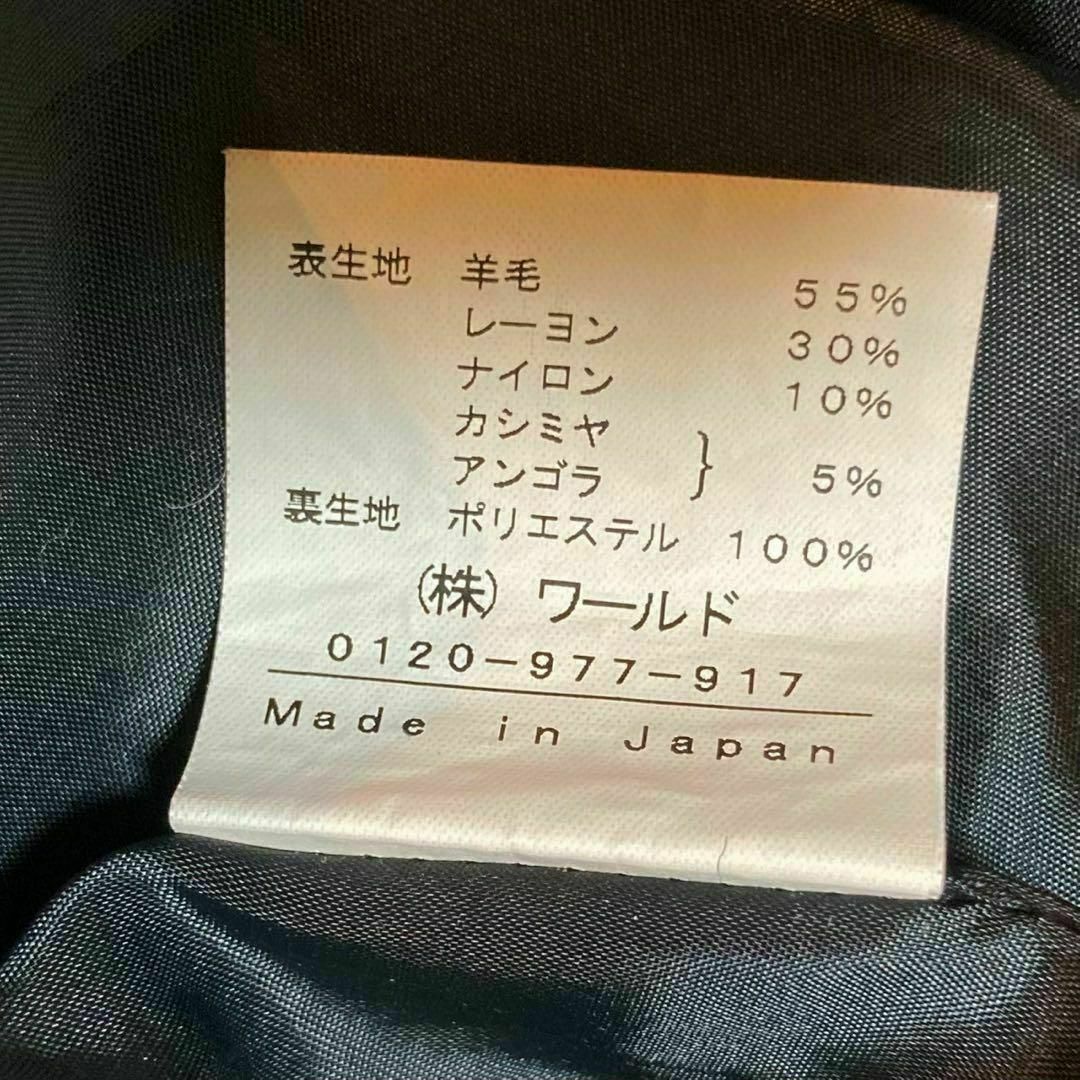 表生地 羊毛 55%
レーヨン 30%
ナイロン 10%
カシミヤ
アンゴラ } 5%
裏生地 ポリエステル 100%
(株) ワールド
0120-977-917
Made in Japan